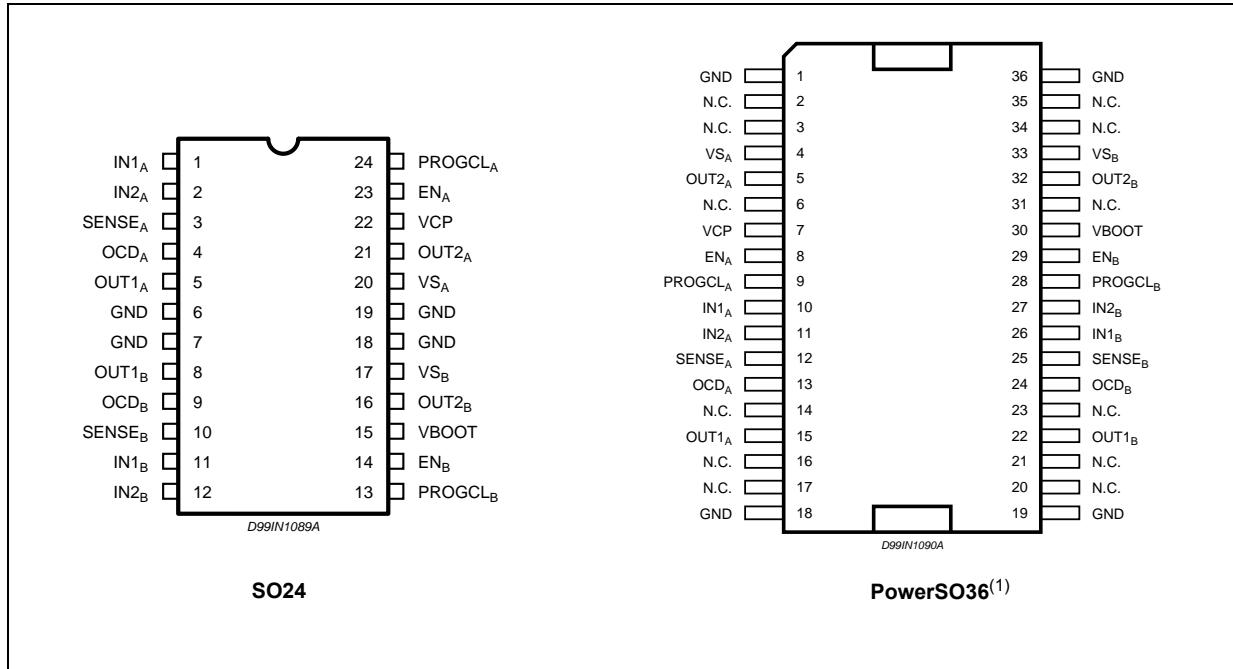 IN1A 1 24 PROGCLA
IN2A 2 23 ENA
SENSEA 3 22 VCP
OCDA 4 21 OUT2A
OUT1A 5 20 VSA
GND 6 19 GND
GND 7 18 GND
OUT1B 8 17 VSB
OCDB 9 16 OUT2B
SENSEB 10 15 VBOOT
IN1B 11 14 ENB
IN2B 12 13 PROGCLB
D99IN1089A
SO24
GND 1 36 GND
N.C. 2 35 N.C.
N.C. 3 34 N.C.
VSA 4 33 VSB
OUT2A 5 32 OUT2B
N.C. 6 31 N.C.
VCP 7 30 VBOOT
ENA 8 29 ENB
PROGCLA 9 28 PROGCLB
IN1A 10 27 IN2B
IN2A 11 26 IN1B
SENSEA 12 25 SENSEB
OCDA 13 24 OCDB
N.C. 14 23 N.C.
OUT1A 15 22 OUT1B
N.C. 16 21 N.C.
N.C. 17 20 N.C.
GND 18 19 GND
D99IN1090A
PowerSO36(1)